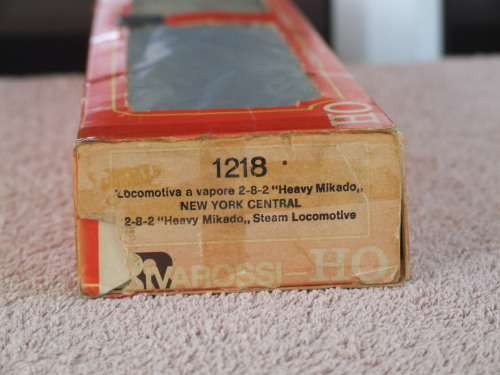 HO
1218
Locomotiva a vapore 2-8-2 "Heavy Mikado„
NEW YORK CENTRAL
2-8-2 "Heavy Mikado„ Steam Locomotive
RIVAROSSI-HO